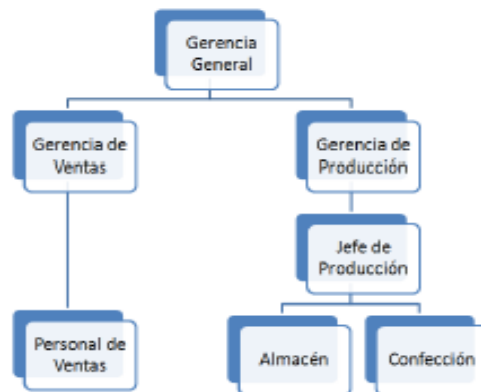 Gerencia
General
Gerencia de
Ventas
Gerencia de
Producción
Jefe de
Producción
Personal de
Ventas
Almacén
Confección